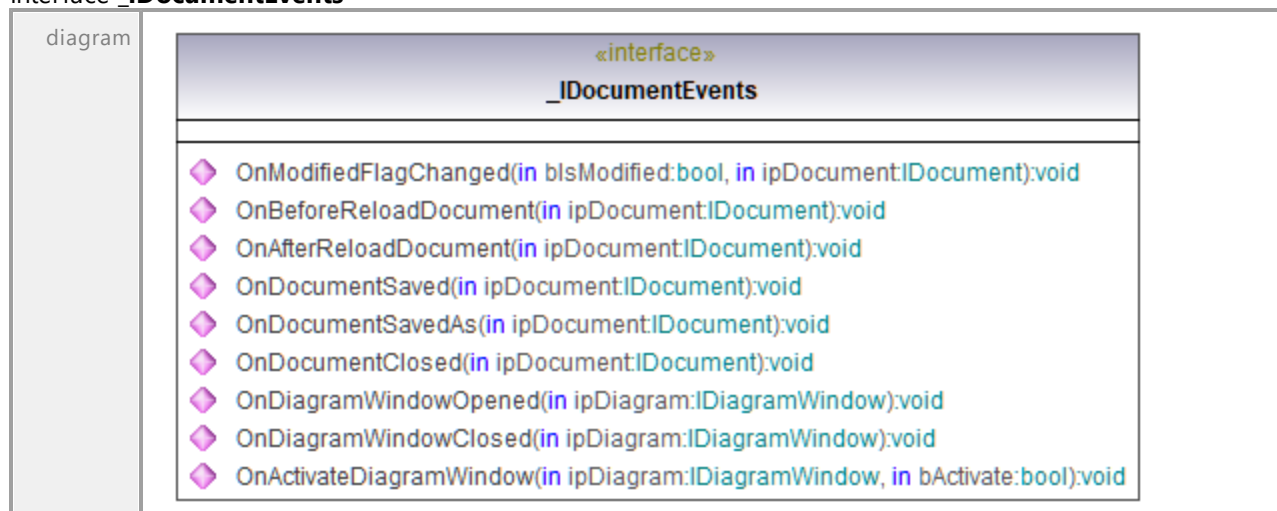 interface _IDocumentEvents
diagram
«interface»
_IDocumentEvents
OnModifiedFlagChanged(in bIsModified:bool, in ipDocument:IDocument):void
OnBeforeReloadDocument(in ipDocument:IDocument):void
OnAfterReloadDocument(in ipDocument:IDocument):void
OnDocumentSaved(in ipDocument:IDocument):void
OnDocumentSavedAs(in ipDocument:IDocument):void
OnDocumentClosed(in ipDocument:IDocument):void
OnDiagramWindowOpened(in ipDiagram:IDiagramWindow):void
OnDiagramWindowClosed(in ipDiagram:IDiagramWindow):void
OnActivateDiagramWindow(in ipDiagram:IDiagramWindow, in bActivate:bool):void